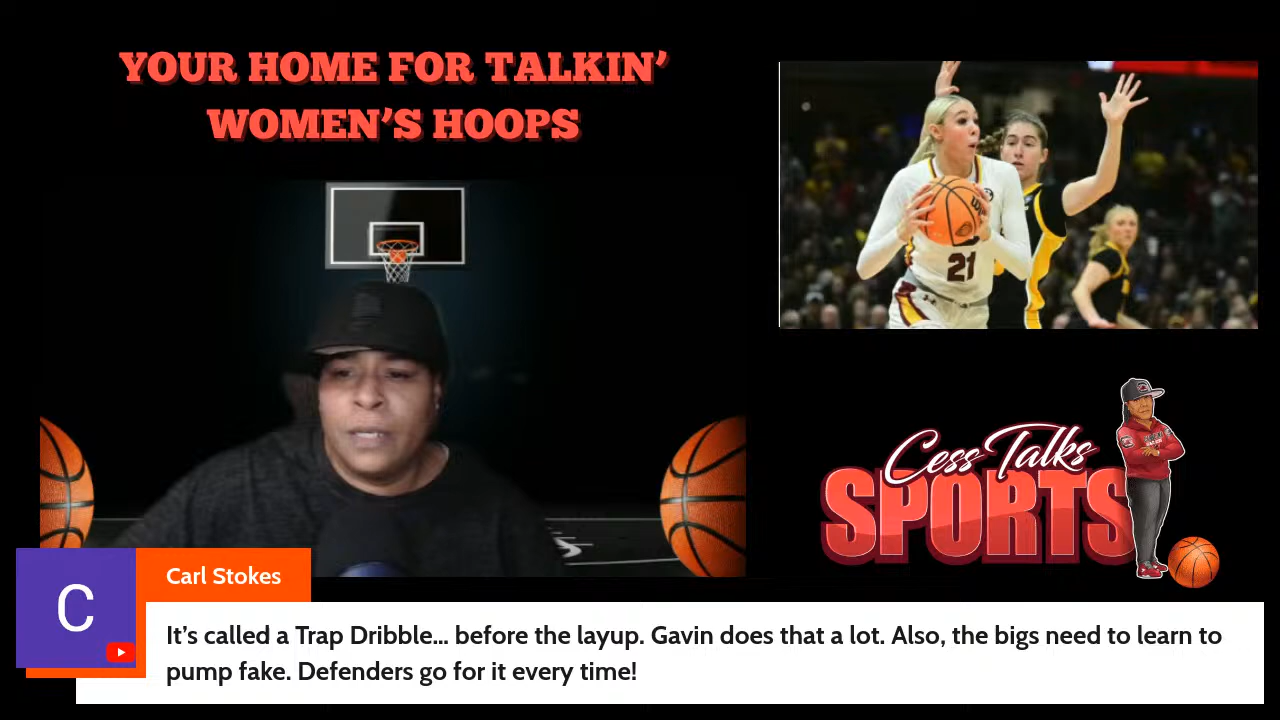 YOUR HOME FOR TALKIN’
WOMEN’S HOOPS
21
Cess Talks
SPORTS
C
Carl Stokes
It’s called a Trap Dribble... before the layup. Gavin does that a lot. Also, the bigs need to learn to
pump fake. Defenders go for it every time!